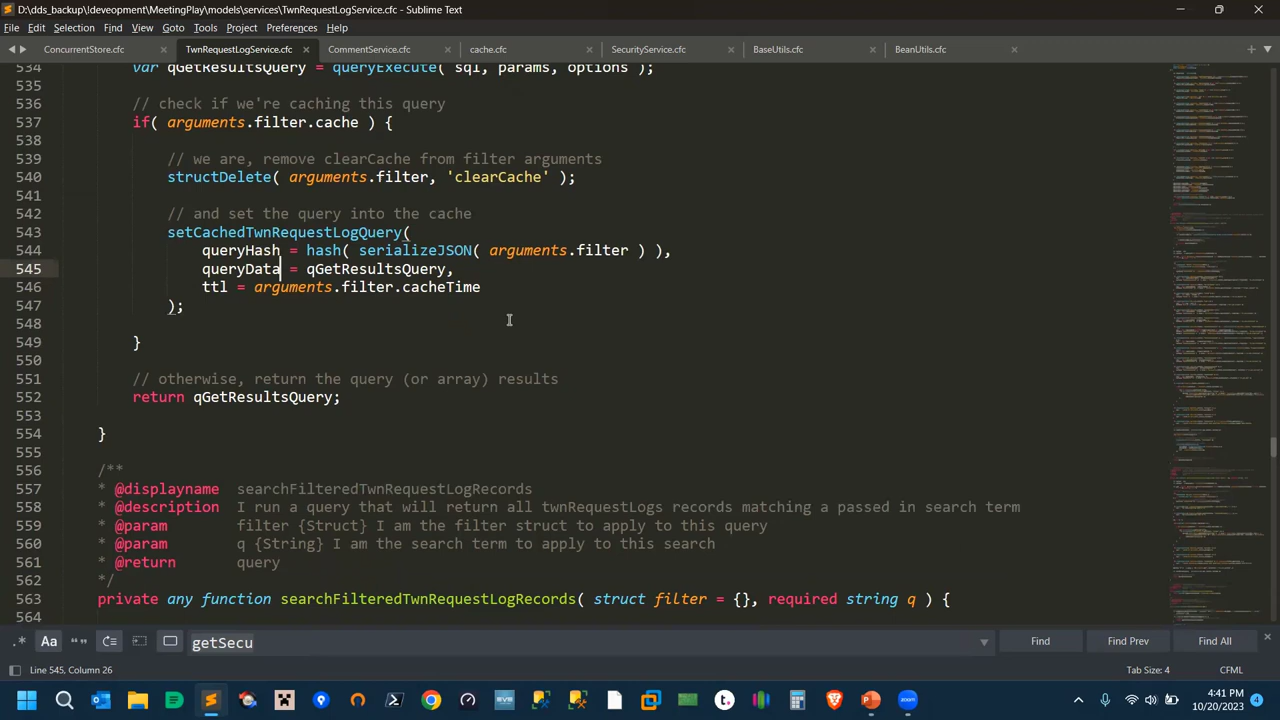 D:\dds_backup\!deveopment\MeetingPlay\models\services\TwnRequestLogService.cfc - Sublime Text
File Edit Selection Find View Goto Tools Project Preferences Help
ConcurrentStore.cfc TwnRequestLogService.cfc CommentService.cfc cache.cfc SecurityService.cfc BaseUtils.cfc BeanUtils.cfc
534 var qGetResultsQuery = queryExecute( sql, params, options );
535
536 // check if we're caching this query
537 if( arguments.filter.cache ) {
538
539 // we are, remove clearCache from filter arguments
540 structDelete( arguments.filter, 'clearCache' );
541
542 // and set the query into the cache
543 setCachedTwnRequestLogQuery(
544 queryHash = hash( serializeJSON( arguments.filter ) ),
545 queryData = qGetResultsQuery,
546 ttl = arguments.filter.cacheTime
547 );
548
549 }
550
551 // otherwise, return the query results
552 return qGetResultsQuery;
553
554 }
555
556 /**
557 * @displayname searchFilteredTwnRequestLogRecords
558 * @description I run a filtered query of all twnRequestLog records searching a passed in search term
559 * @param filter {Struct} I am the filter struct to apply to this query
560 * @param q {String} I am the search term to apply to this search
561 * @return query
562 */
563 private any function searchFilteredTwnRequestLogRecords( struct filter = {}, required string q ) {
564
.* Aa “” getSecu Find Find Prev Find All
Line 545, Column 26 Tab Size: 4 CFML
4:41 PM
10/20/2023
4